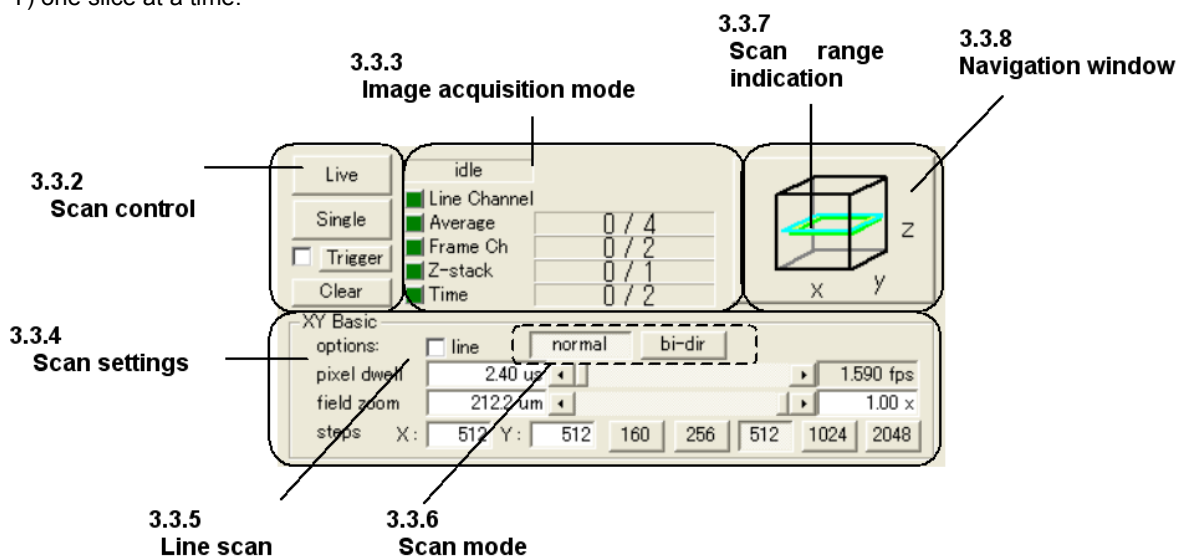 one slice at a time.
3.3.7
Scan range
indication
3.3.8
Navigation window
3.3.3
Image acquisition mode
3.3.2
Scan control
Live
Single
Trigger
Clear
idle
Line Channel
Average 0 / 4
Frame Ch 0 / 2
Z-stack 0 / 1
Time 0 / 2
Z
X y
3.3.4
Scan settings
XY Basic
options: line normal bi-dir
pixel dwell 2.40 us 1.590 fps
field zoom 212.2 um 1.00 x
steps X: 512 Y: 512 160 256 512 1024 2048
3.3.5
Line scan
3.3.6
Scan mode